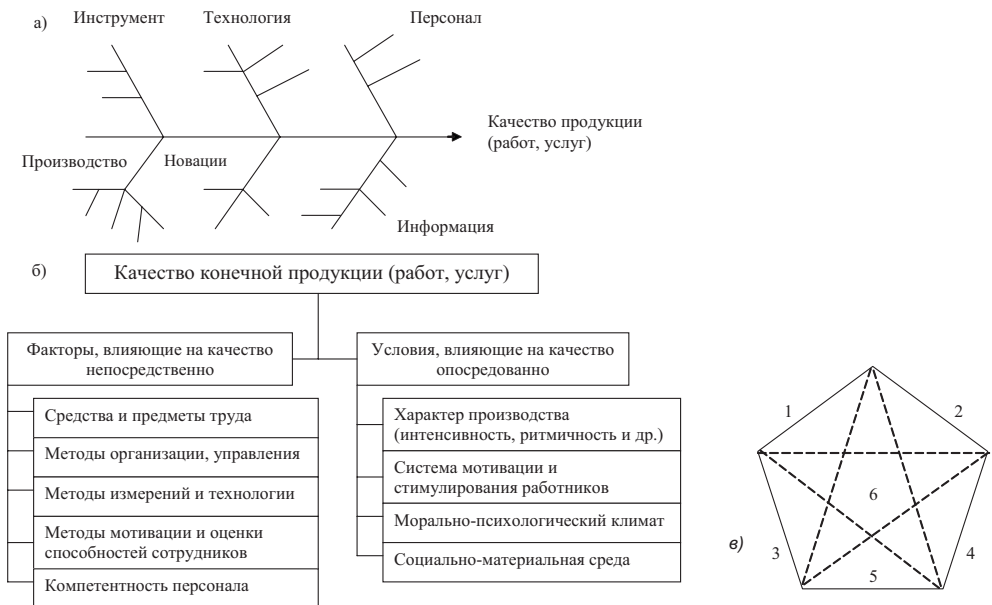 а)
Инструмент
Технология
Персонал
Качество продукции
(работ, услуг)
Производство
Новации
Информация
б)
Качество конечной продукции (работ, услуг)
Факторы, влияющие на качество
непосредственно
Средства и предметы труда
Методы организации, управления
Методы измерений и технологии
Методы мотивации и оценки
способностей сотрудников
Компетентность персонала
Условия, влияющие на качество
опосредованно
Характер производства
(интенсивность, ритмичность и др.)
Система мотивации и
стимулирования работников
Морально-психологический климат
Социально-материальная среда
в)
1
2
3
4
5
6